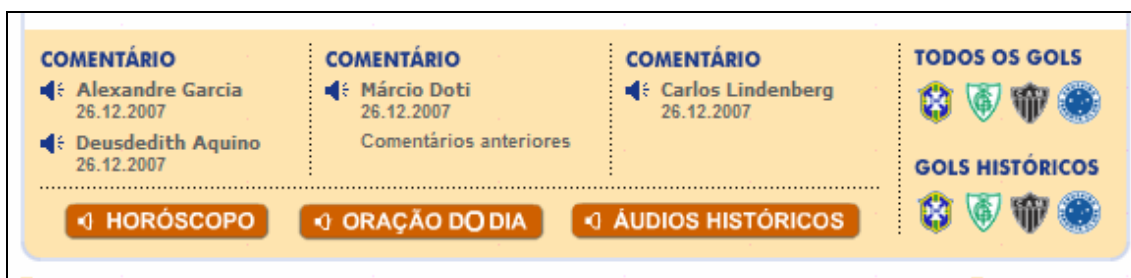 COMENTÁRIO
Alexandre Garcia
26.12.2007
Deusdedith Aquino
26.12.2007
COMENTÁRIO
Márcio Doti
26.12.2007
Comentários anteriores
COMENTÁRIO
Carlos Lindenberg
26.12.2007
TODOS OS GOLS
GOLS HISTÓRICOS
HORÓSCOPO
ORAÇÃO DO DIA
ÁUDIOS HISTÓRICOS